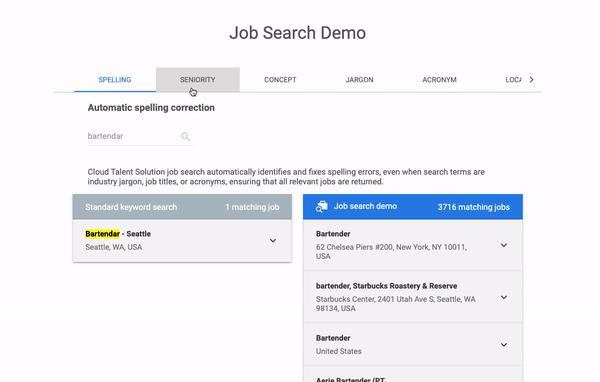 Job Search Demo
SPELLING SENIORITY CONCEPT JARGON ACRONYM LOCA
Automatic spelling correction
bartendar
Cloud Talent Solution job search automatically identifies and fixes spelling errors, even when search terms are
industry jargon, job titles, or acronyms, ensuring that all relevant jobs are returned.
Standard keyword search 1 matching job
Bartendar - Seattle
Seattle, WA, USA
Job search demo 3716 matching jobs
Bartender
62 Chelsea Piers #200, New York, NY 10011,
USA
bartender, Starbucks Roastery & Reserve
Starbucks Center, 2401 Utah Ave S, Seattle, WA
98134, USA
Bartender
United States
Aerie Bartender (PT